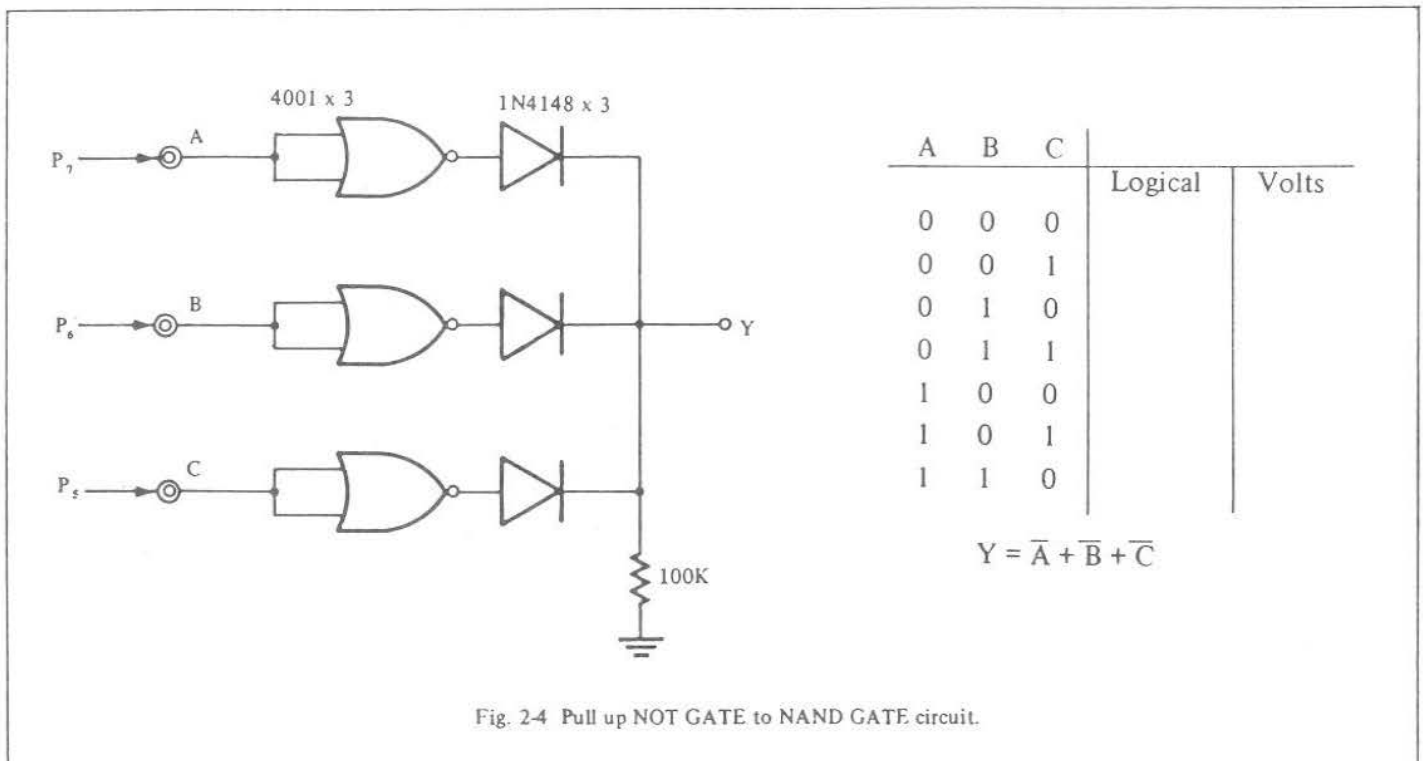 4001 x 3
1N4148 x 3
P₇ A
P₆ B Y
P₅ C
100K
A B C
Logical Volts
0 0 0
0 0 1
0 1 0
0 1 1
1 0 0
1 0 1
1 1 0
Y = A̅ + B̅ + C̅
Fig. 2-4 Pull up NOT GATE to NAND GATE circuit.